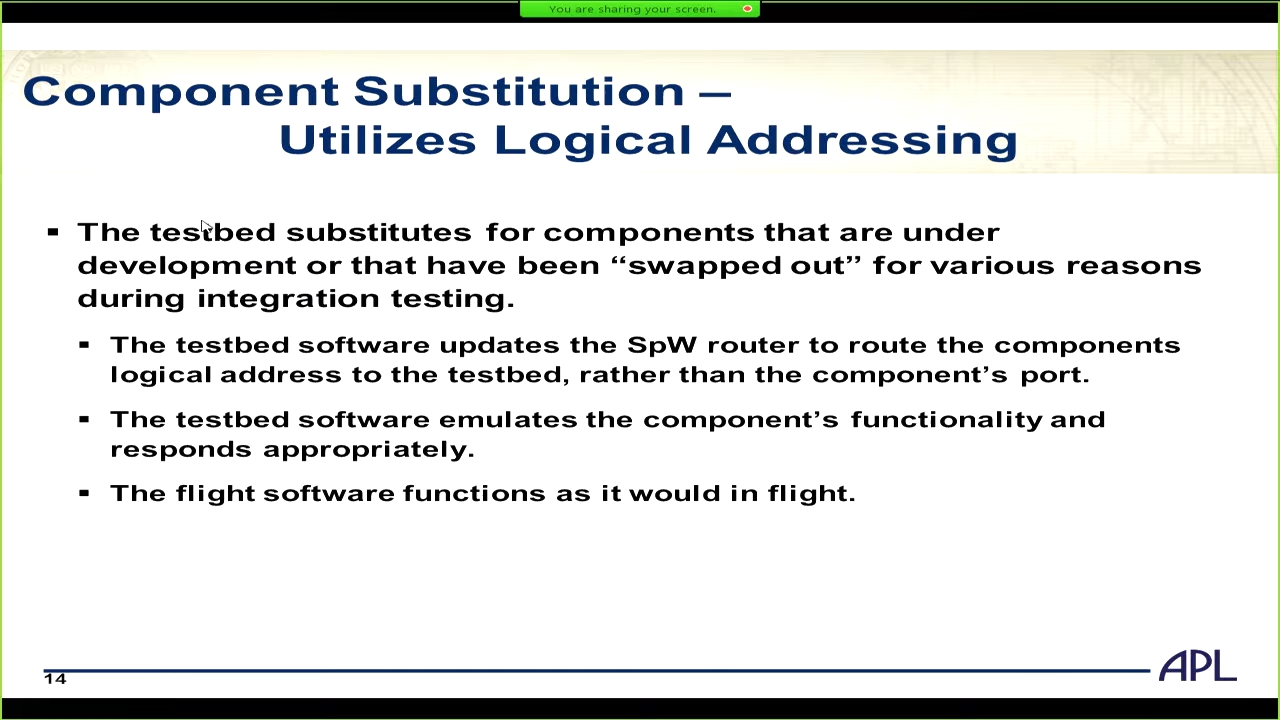 You are sharing your screen.
Component Substitution –
Utilizes Logical Addressing
▪ The testbed substitutes for components that are under
development or that have been “swapped out” for various reasons
during integration testing.
▪ The testbed software updates the SpW router to route the components
logical address to the testbed, rather than the component’s port.
▪ The testbed software emulates the component’s functionality and
responds appropriately.
▪ The flight software functions as it would in flight.
14
APL